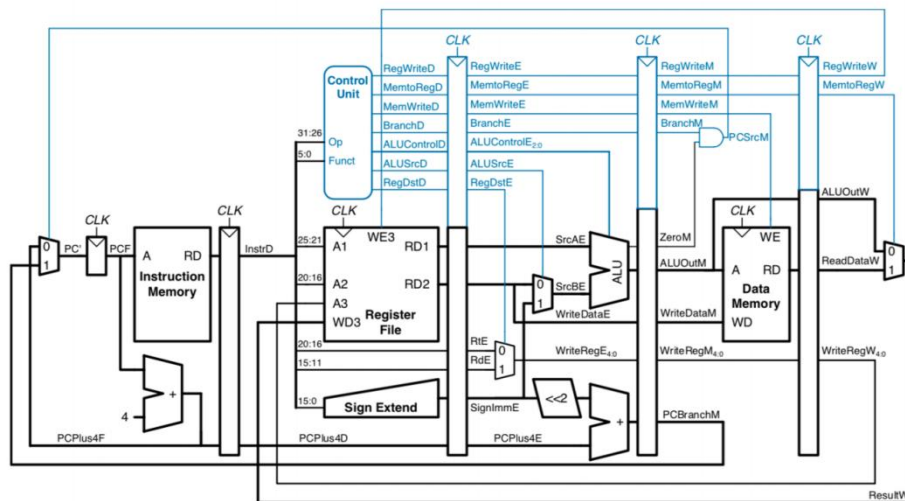 CLK CLK CLK
Control Unit
RegWriteD RegWriteE RegWriteM RegWriteW
MemtoRegD MemtoRegE MemtoRegM MemtoRegW
MemWriteD MemWriteE MemWriteM
BranchD BranchE BranchM PCSrcM
31:26 Op ALUControlD ALUControlE2:0
5:0 Funct ALUSrcD ALUSrcE
RegDstD RegDstE
ALUOutW
CLK CLK CLK CLK
0 1 PC' PCF
A RD
Instruction Memory
InstrD
25:21 A1 WE3 RD1 SrcAE ZeroM WE
20:16 A2 RD2 0 1 SrcBE ALU ALUOutM A RD ReadDataW 0 1
A3
WD3 Register File
Data Memory
WriteDataE WriteDataM WD
20:16 RtE 0
15:11 RdE 1
WriteRegE4:0 WriteRegM4:0 WriteRegW4:0
+
4
15:0 Sign Extend SignImmE <<2
+
PCBranchM
PCPlus4F PCPlus4D PCPlus4E
ResultW